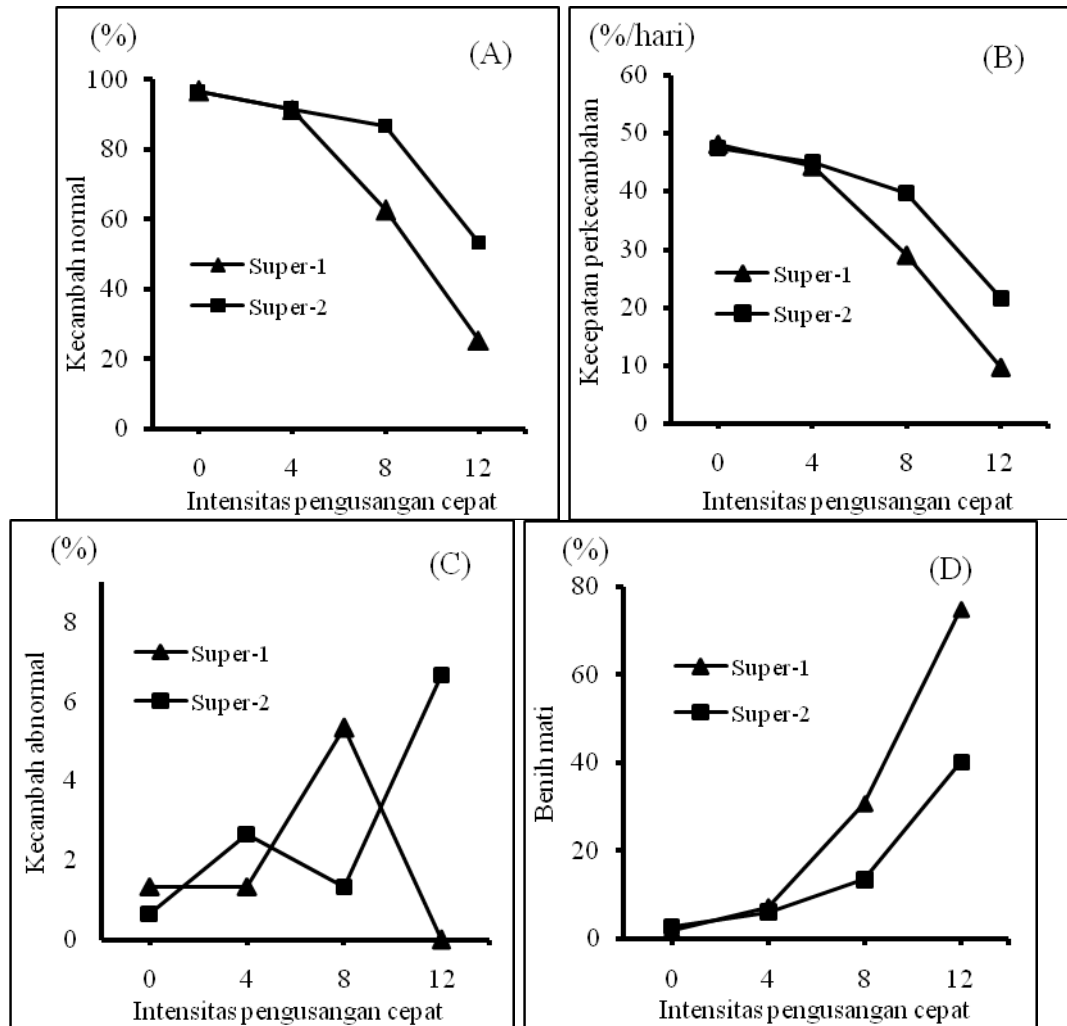 (%)
(A)
100
80
60
40
20
0
Kecambah normal
Super-1
Super-2
0 4 8 12
Intensitas pengusangan cepat
(%/hari)
(B)
60
50
40
30
20
10
0
Kecepatan perkecambahan
Super-1
Super-2
0 4 8 12
Intensitas pengusangan cepat
(%)
(C)
8
6
4
2
0
Kecambah abnormal
Super-1
Super-2
0 4 8 12
Intensitas pengusangan cepat
(%)
(D)
80
60
40
20
0
Benih mati
Super-1
Super-2
0 4 8 12
Intensitas pengusangan cepat